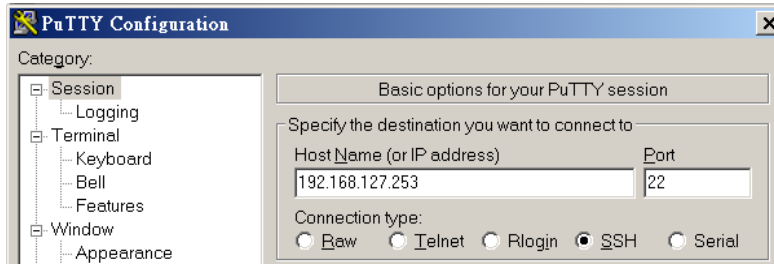 PuTTY Configuration
Category:
Session
Logging
Terminal
Keyboard
Bell
Features
Window
Appearance
Basic options for your PuTTY session
Specify the destination you want to connect to
Host Name (or IP address) Port
192.168.127.253 22
Connection type:
Raw Telnet Rlogin SSH Serial